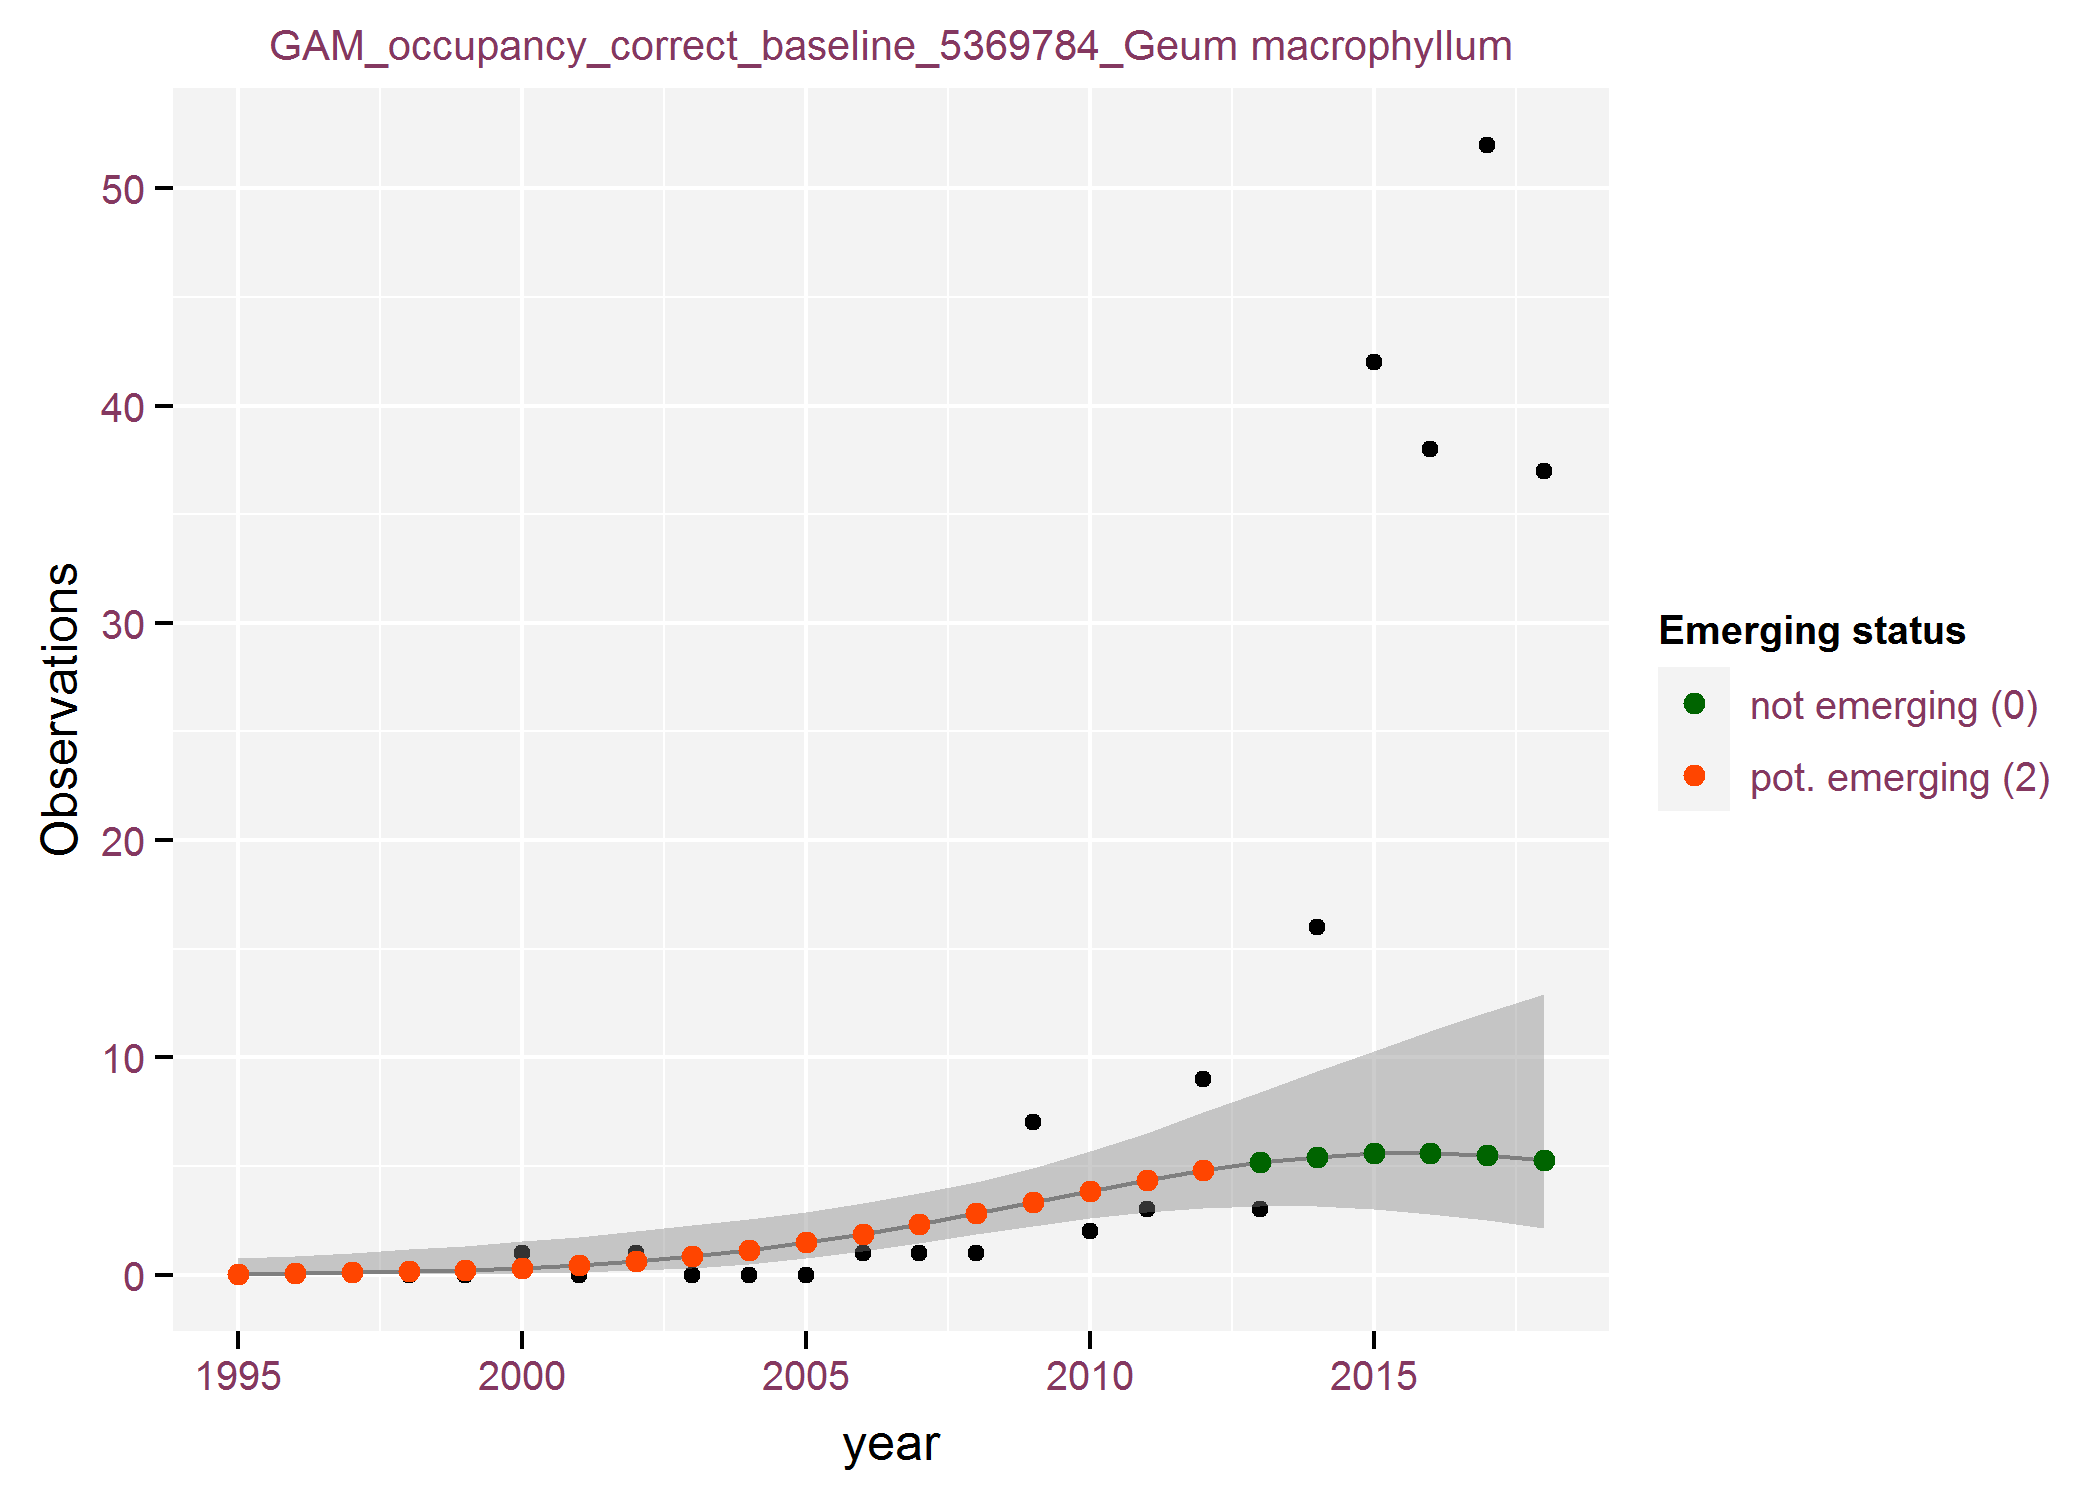 GAM_occupancy_correct_baseline_5369784_Geum macrophyllum
Observations
50
40
30
20
10
0
1995 2000 2005 2010 2015
year
Emerging status
not emerging (0)
pot. emerging (2)